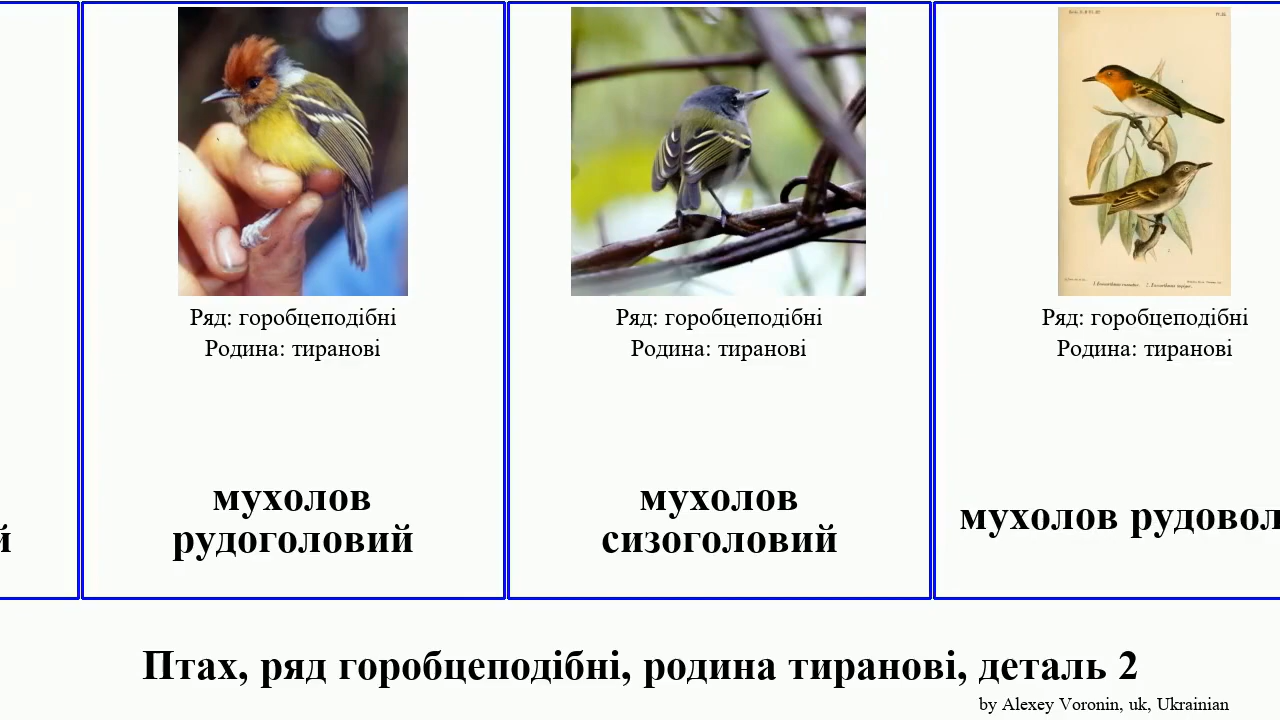 Ряд: горобцеподібні
Родина: тиранові
мухолов
рудоголовий
Ряд: горобцеподібні
Родина: тиранові
мухолов
сизоголовий
Ряд: горобцеподібні
Родина: тиранові
мухолов рудовол
й
Птах, ряд горобцеподібні, родина тиранові, деталь 2
by Alexey Voronin, uk, Ukrainian